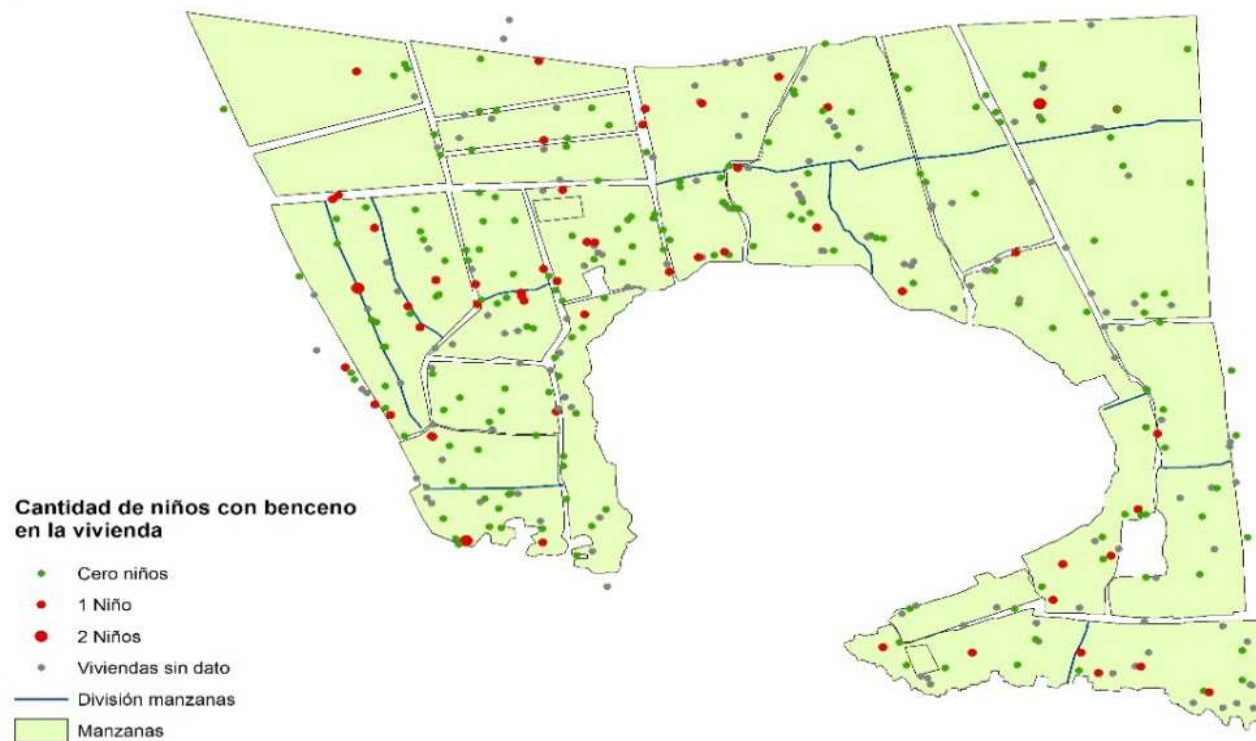 Cantidad de niños con benceno
en la vivienda
Cero niños
1 Niño
2 Niños
Viviendas sin dato
División manzanas
Manzanas